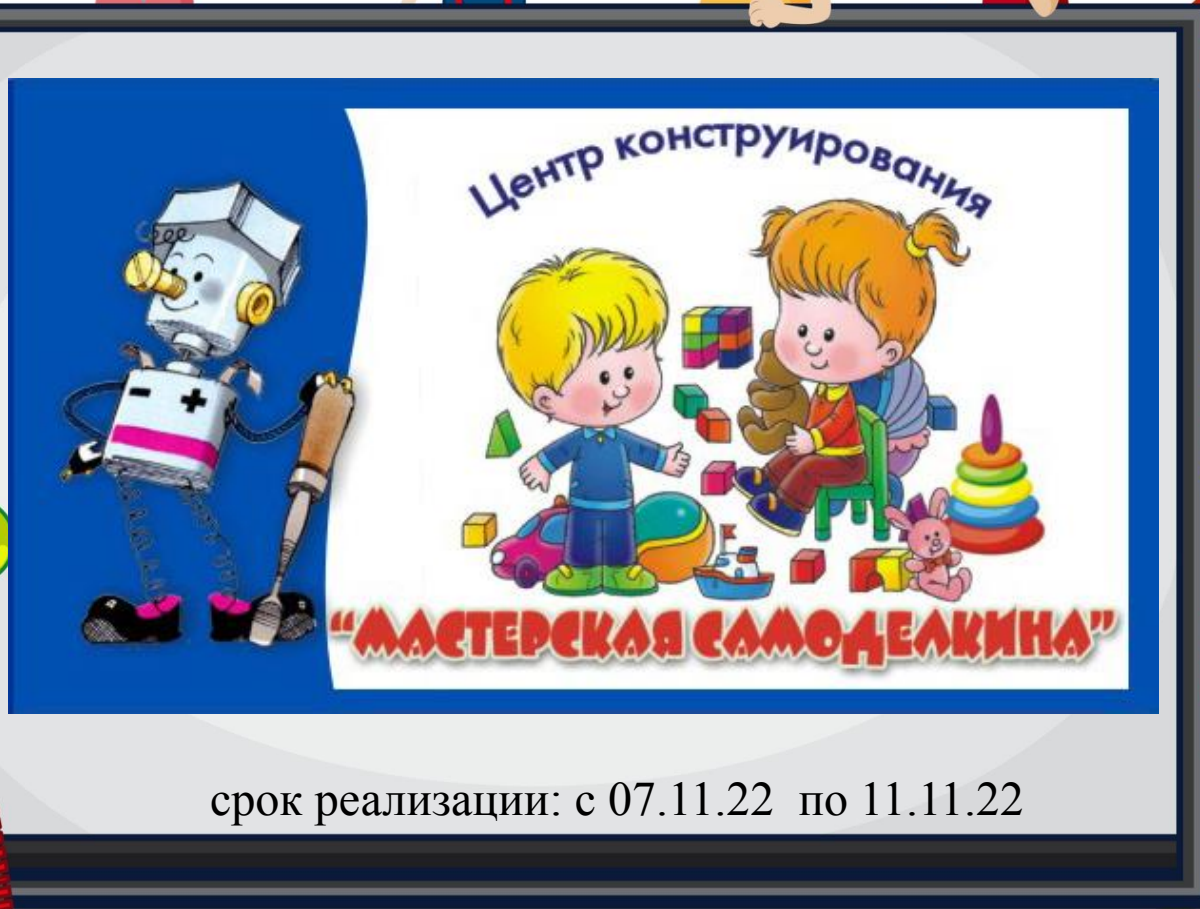 Центр конструирования
“МАСТЕРСКАЯ САМОДЕЛКИНА”
срок реализации: с 07.11.22 по 11.11.22